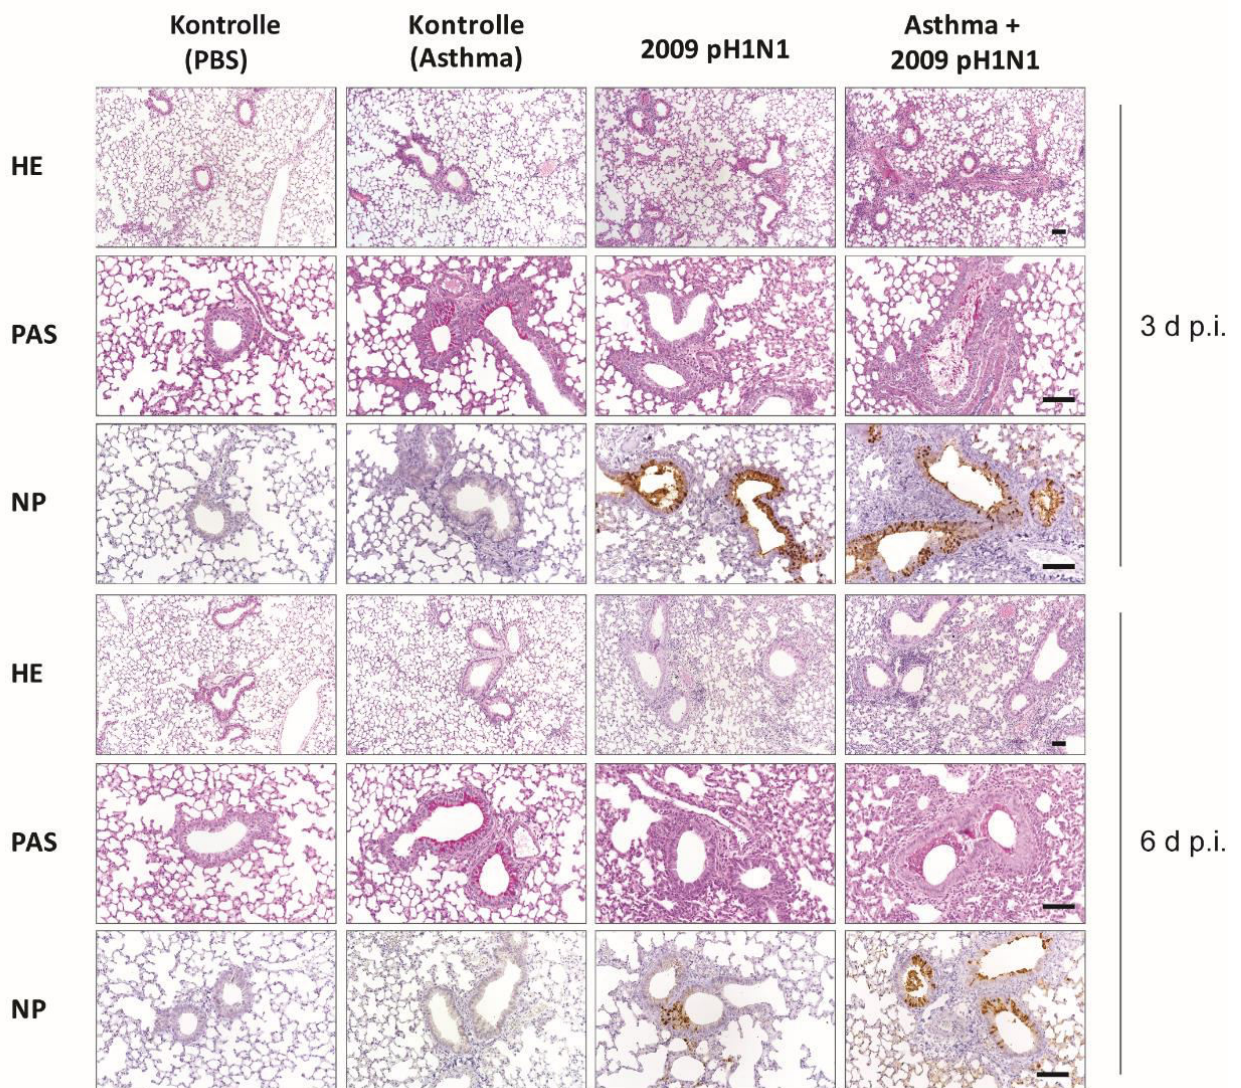 Kontrolle
(PBS)
Kontrolle
(Asthma)
2009 pH1N1
Asthma +
2009 pH1N1
HE
PAS
3 d p.i.
NP
HE
PAS
6 d p.i.
NP